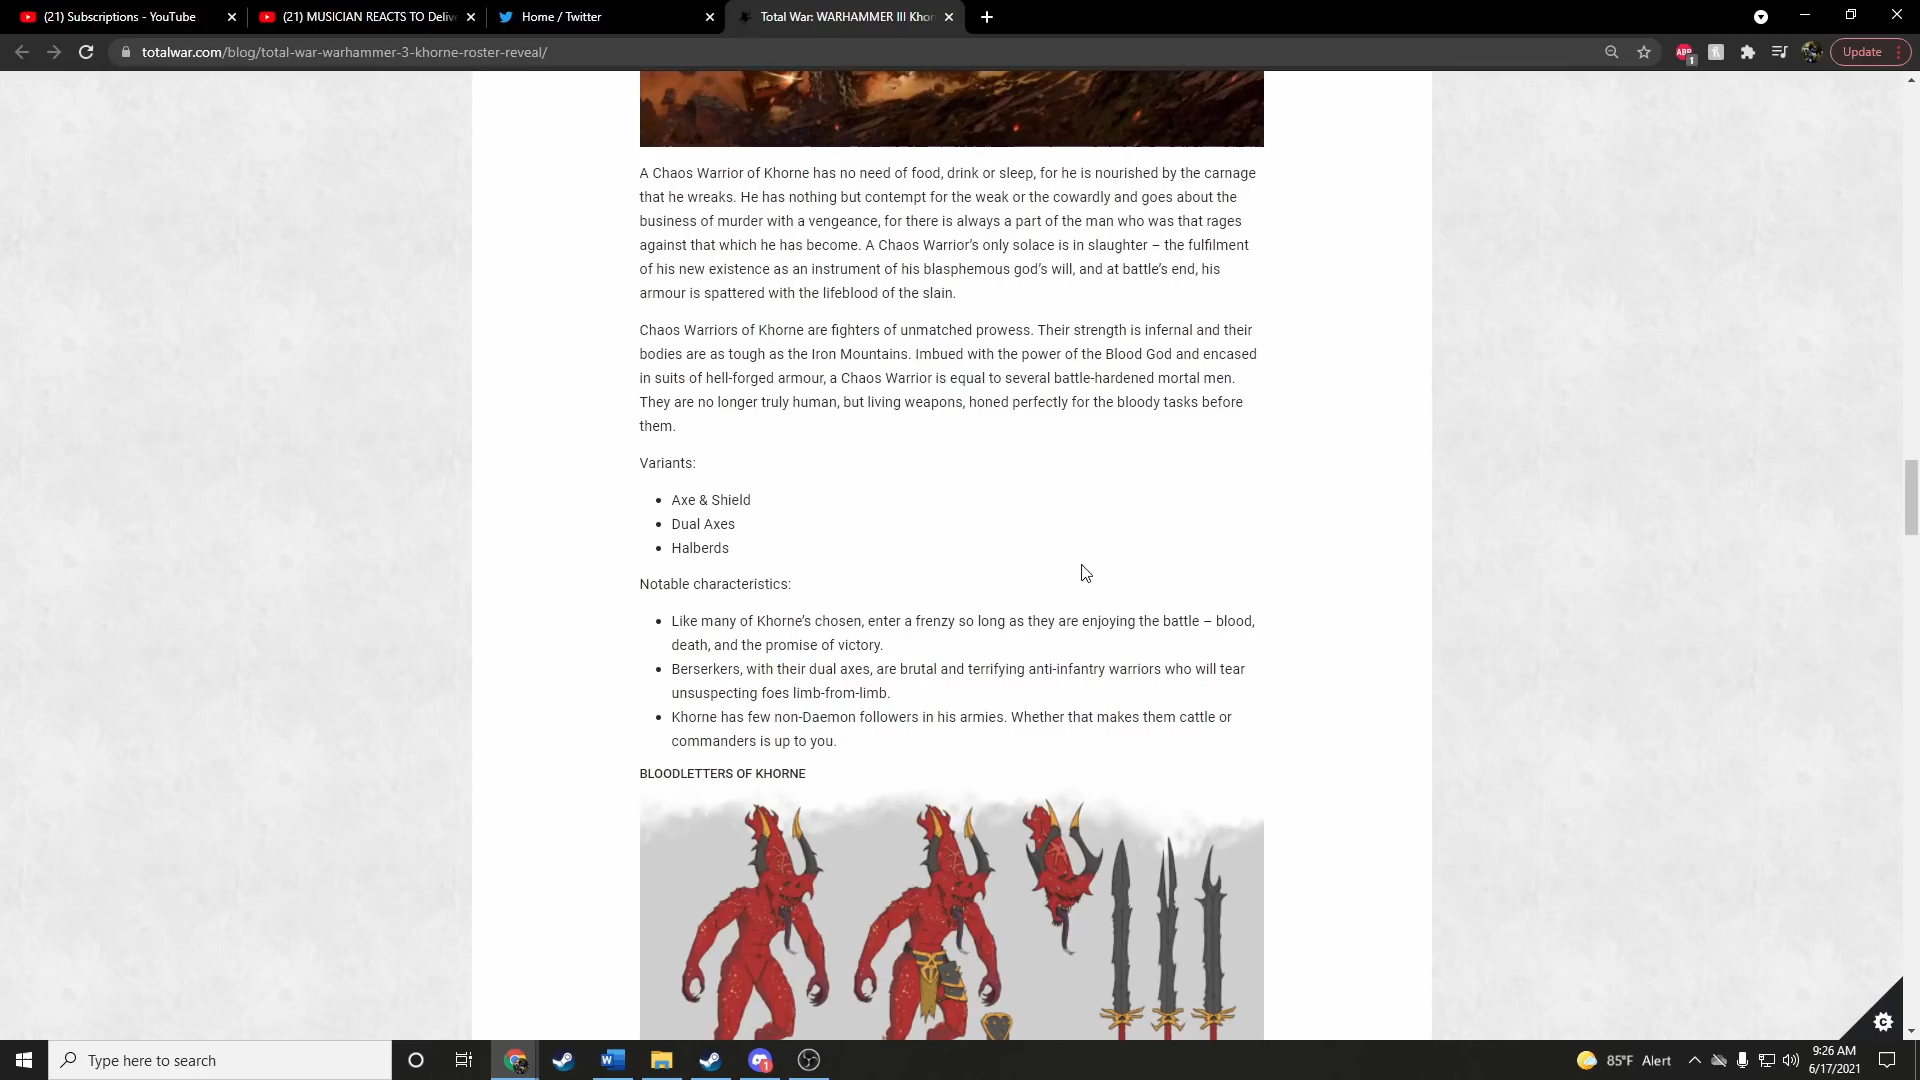 (21) Subscriptions - YouTube
(21) MUSICIAN REACTS TO Delive
Home / Twitter
Total War: WARHAMMER III Khor
totalwar.com/blog/total-war-warhammer-3-khorne-roster-reveal/
ABP
1
Update
A Chaos Warrior of Khorne has no need of food, drink or sleep, for he is nourished by the carnage
that he wreaks. He has nothing but contempt for the weak or the cowardly and goes about the
business of murder with a vengeance, for there is always a part of the man who was that rages
against that which he has become. A Chaos Warrior’s only solace is in slaughter – the fulfilment
of his new existence as an instrument of his blasphemous god’s will, and at battle’s end, his
armour is spattered with the lifeblood of the slain.
Chaos Warriors of Khorne are fighters of unmatched prowess. Their strength is infernal and their
bodies are as tough as the Iron Mountains. Imbued with the power of the Blood God and encased
in suits of hell-forged armour, a Chaos Warrior is equal to several battle-hardened mortal men.
They are no longer truly human, but living weapons, honed perfectly for the bloody tasks before
them.
Variants:
• Axe & Shield
• Dual Axes
• Halberds
Notable characteristics:
• Like many of Khorne’s chosen, enter a frenzy so long as they are enjoying the battle – blood,
death, and the promise of victory.
• Berserkers, with their dual axes, are brutal and terrifying anti-infantry warriors who will tear
unsuspecting foes limb-from-limb.
• Khorne has few non-Daemon followers in his armies. Whether that makes them cattle or
commanders is up to you.
BLOODLETTERS OF KHORNE
Type here to search
1
85°F Alert
9:26 AM
6/17/2021